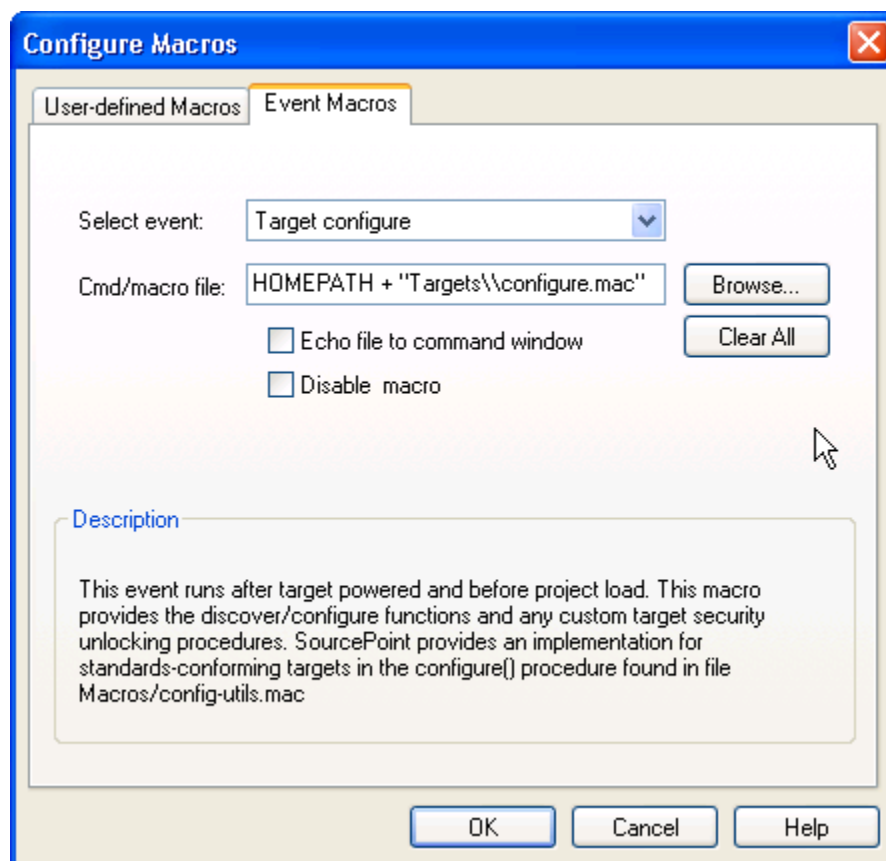 Configure Macros
User-defined Macros Event Macros
Select event: Target configure
Cmd/macro file: HOMEPATH + "Targets\\configure.mac" Browse...
Echo file to command window Clear All
Disable macro
Description
This event runs after target powered and before project load. This macro
provides the discover/configure functions and any custom target security
unlocking procedures. SourcePoint provides an implementation for
standards-conforming targets in the configure() procedure found in file
Macros/config-utils.mac
OK Cancel Help